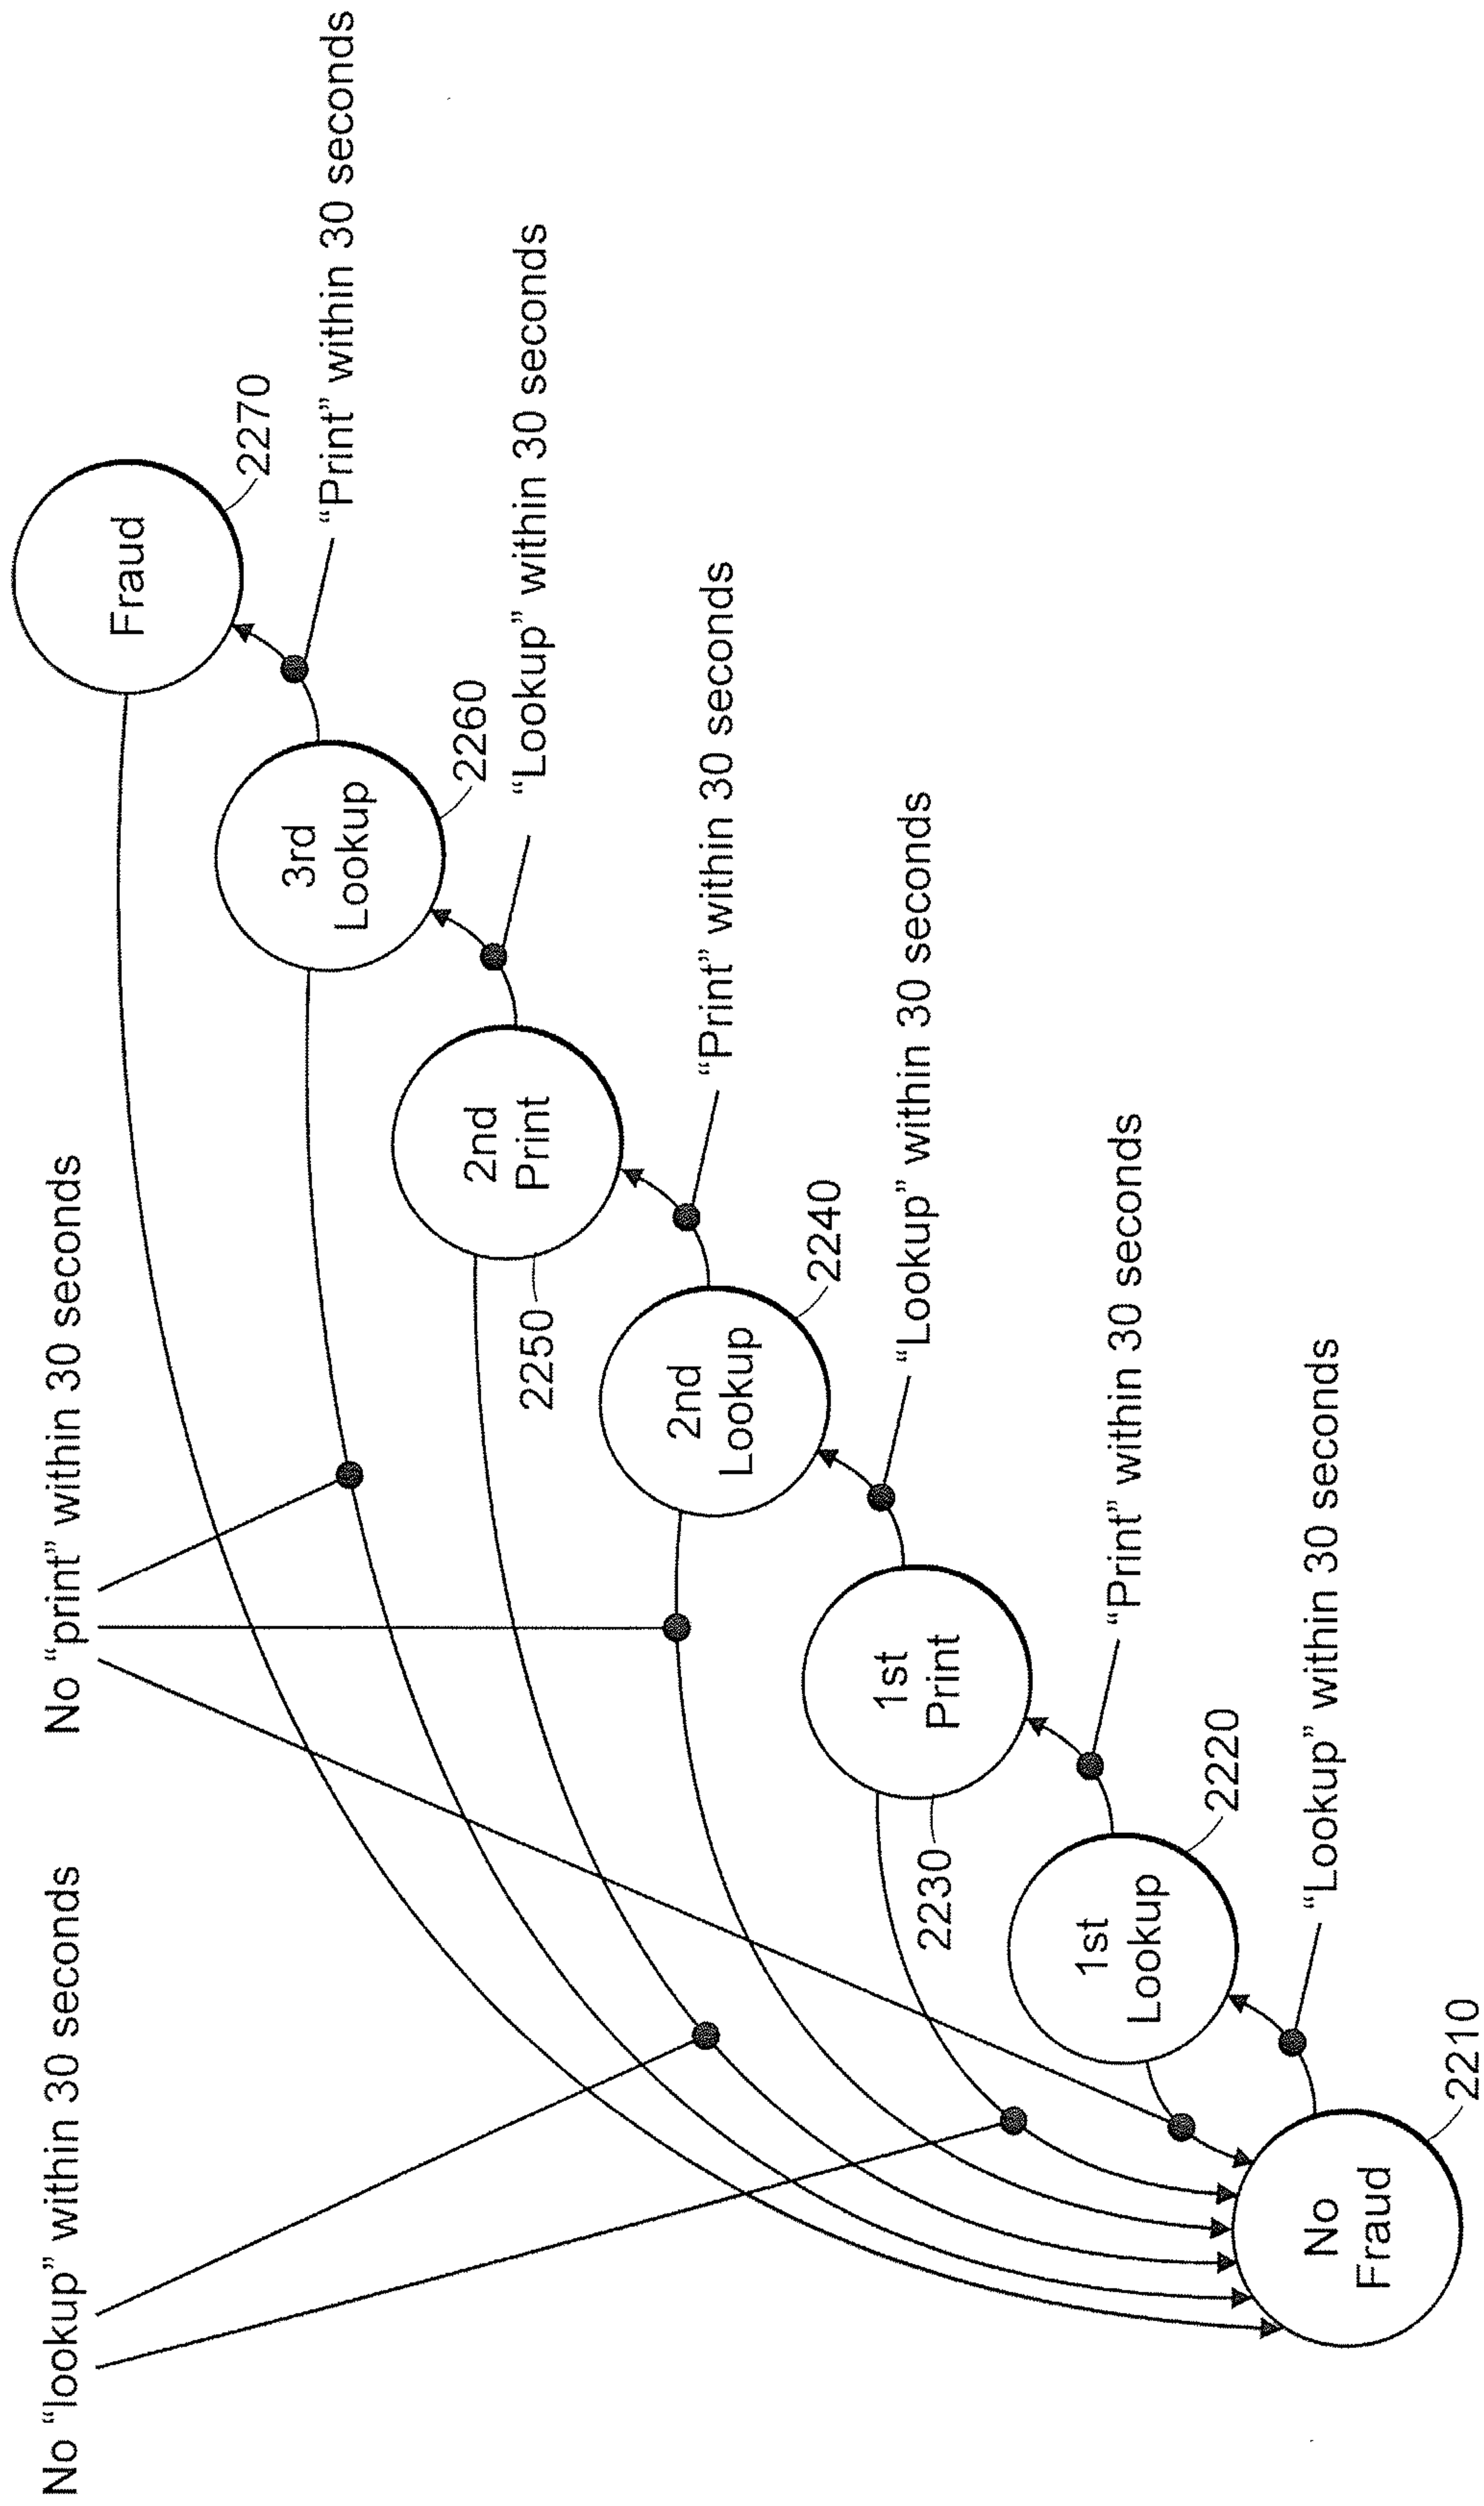 No “lookup” within 30 seconds
No “print” within 30 seconds
Fraud
2270
“Print” within 30 seconds
3rd
Lookup
2260
“Lookup” within 30 seconds
2nd
Print
2250
“Print” within 30 seconds
2nd
Lookup
2240
“Lookup” within 30 seconds
1st
Print
2230
“Print” within 30 seconds
1st
Lookup
2220
“Lookup” within 30 seconds
No
Fraud
2210